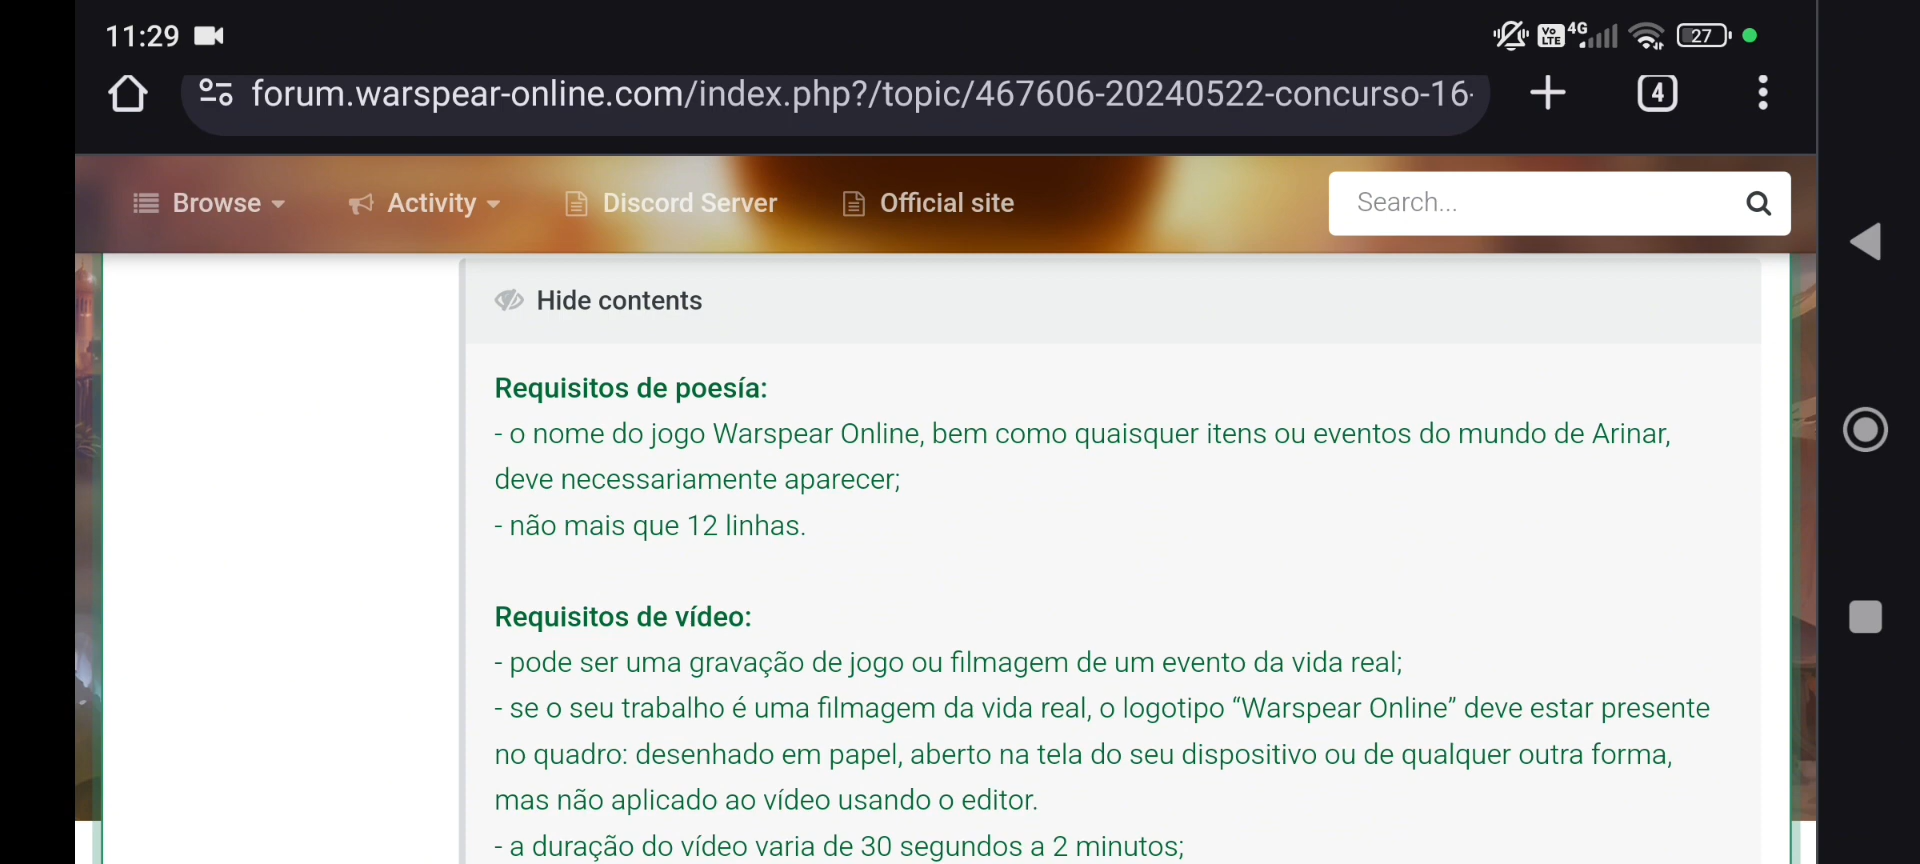 11:29
Vo LTE 4G 27
forum.warspear-online.com/index.php?/topic/467606-20240522-concurso-16-
4
Browse
Activity
Discord Server
Official site
Search...
Hide contents
Requisitos de poesía:
- o nome do jogo Warspear Online, bem como quaisquer itens ou eventos do mundo de Arinar,
deve necessariamente aparecer;
- não mais que 12 linhas.
Requisitos de vídeo:
- pode ser uma gravação de jogo ou filmagem de um evento da vida real;
- se o seu trabalho é uma filmagem da vida real, o logotipo “Warspear Online” deve estar presente
no quadro: desenhado em papel, aberto na tela do seu dispositivo ou de qualquer outra forma,
mas não aplicado ao vídeo usando o editor.
- a duração do vídeo varia de 30 segundos a 2 minutos;